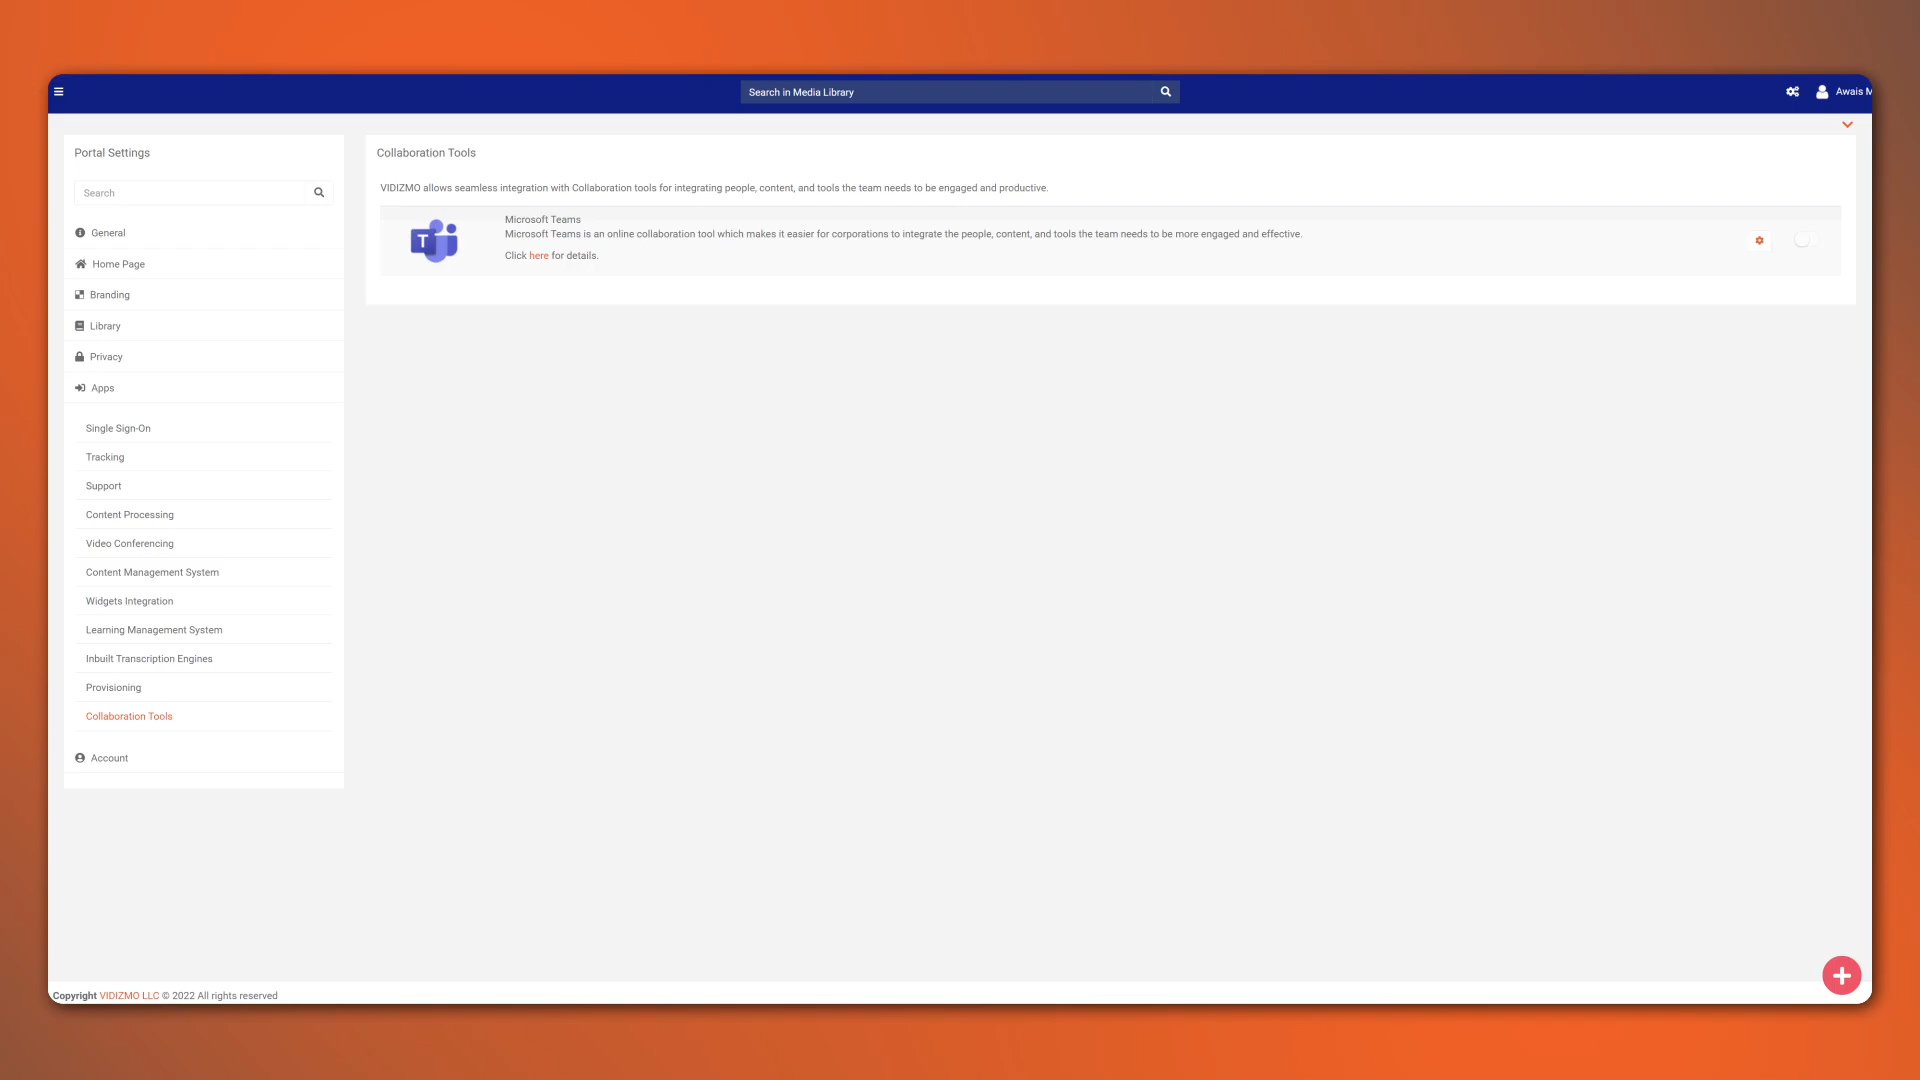 Search in Media Library
Awais M
Portal Settings
Search
General
Home Page
Branding
Library
Privacy
Apps
Single Sign-On
Tracking
Support
Content Processing
Video Conferencing
Content Management System
Widgets Integration
Learning Management System
Inbuilt Transcription Engines
Provisioning
Collaboration Tools
Account
Collaboration Tools
VIDIZMO allows seamless integration with Collaboration tools for integrating people, content, and tools the team needs to be engaged and productive.
T
Microsoft Teams
Microsoft Teams is an online collaboration tool which makes it easier for corporations to integrate the people, content, and tools the team needs to be more engaged and effective.
Click here for details.
Copyright VIDIZMO LLC © 2022 All rights reserved